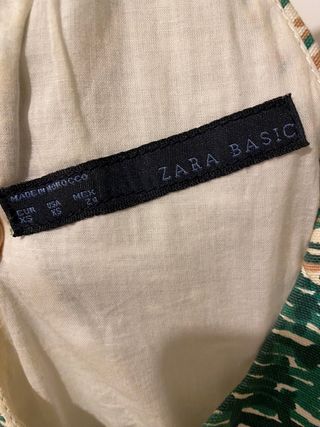 ZARA BASIC
MADE IN MOROCCO
EUR USA MEX
XS XS 24